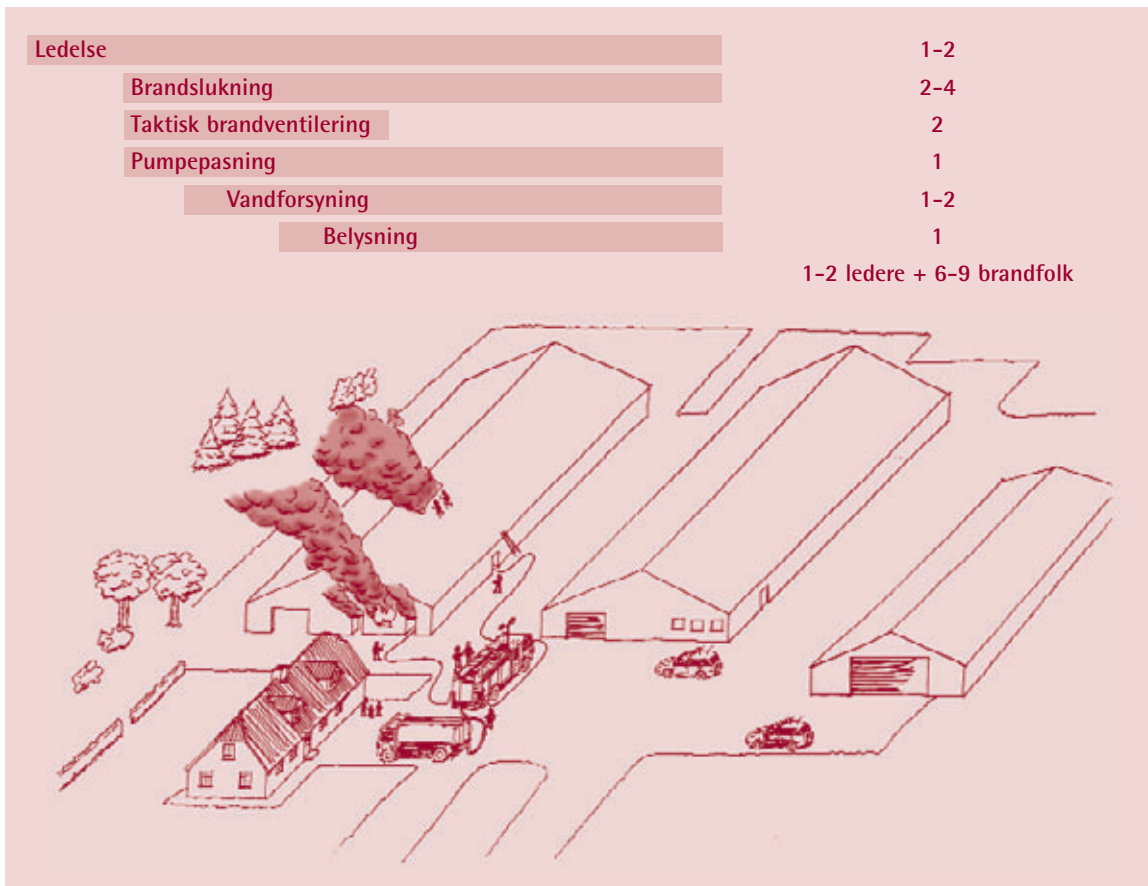 Ledelse 1-2
Brandslukning 2-4
Taktisk brandventilering 2
Pumpepasning 1
Vandforsyning 1-2
Belysning 1
1-2 ledere + 6-9 brandfolk